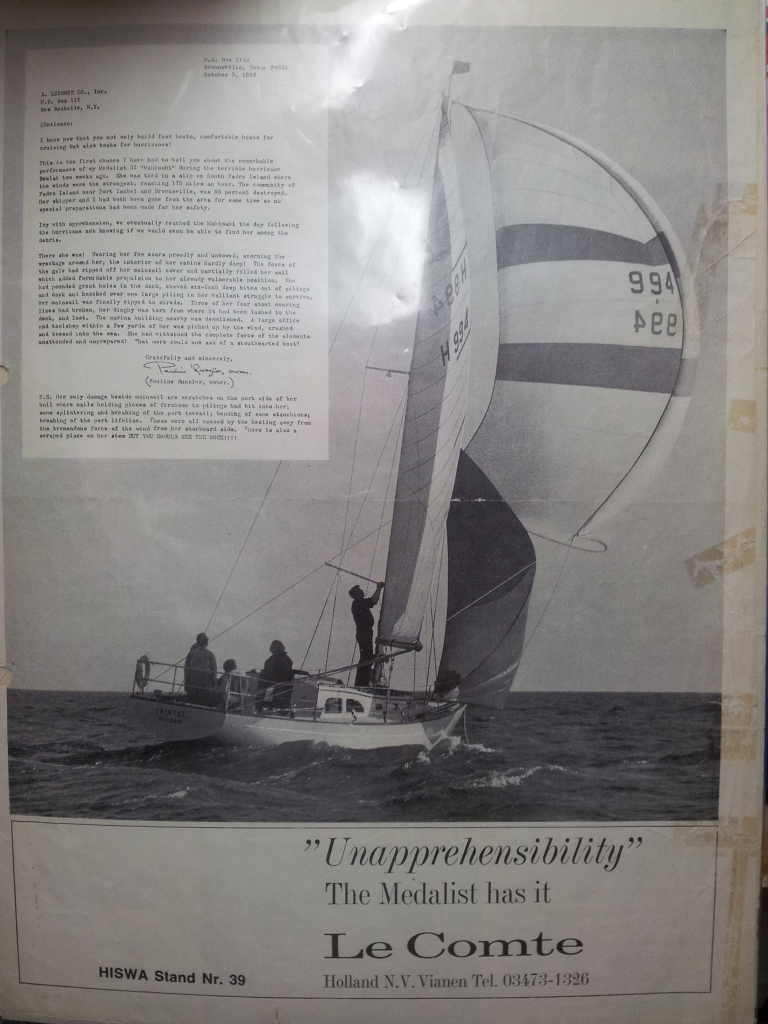 P.O. Box 2142
Brownsville, Texas
October 3, 1967
A. LECOMTE CO., Inc.
P.O. Box 117
New Rochelle, N.Y.
Gentlemen:
I know now that you not only build fast boats, comfortable boats for
cruising but also boats for hurricanes!
This is the first chance I have had to tell you about the remarkable
performance of my Medalist 33 "Mahimahi" during the terrible hurricane
Beulah two weeks ago. She was tied in a slip on South Padre Island where
the winds were the strongest, reaching 175 miles an hour. The community of
Padre Island near Port Isabel and Brownsville, was 85 percent destroyed.
Her skipper and I had both been gone from the area for some time so no
special preparations had been made for her safety.
with apprehension, we eventually reached the Mahimahi the day following
the hurricane not knowing if we would even be able to find her among the
debris.
There she was! Wearing her few scars proudly and unbowed, scorning the
wreckage around her, the interior of her cabins hardly damp! The force of
the gale had ripped off her mainsail cover and partially filled her sail
which added formidable propulsion to her already vulnerable position. She
had pounded great holes in the dock, chewed six-inch deep bites out of pilings
and dock and knocked over one large piling in her valiant struggle to survive.
Her mainsail was finally ripped to shreds. Three of her four stout mooring
lines had broken, her dinghy was torn from where it had been lashed to the
deck, and lost. The marina building nearby was demolished. A large office
and toolshop within a few yards of her was picked up by the wind, crushed
and tossed into the sea. She had withstood the complete force of the elements
unattended and unprepared! What more could one ask of a stouthearted boat?
Gratefully and sincerely,
(Pauline Runzler, owner.)
P.S. Her only damage beside mainsail are scratches on the port side of her
hull where nails holding pieces of firehose to pilings had bit into her;
some splintering and breaking of the port toerail; bending of some stanchions;
breaking of the port lifeline. These were all caused by the heeling away from
the tremendous force of the wind from her starboard side. There is also a
scraped place on her stem BUT YOU SHOULD SEE THE DOCK!!!!
994
994
H 994
H 994
"Unapprehensibility"
The Medalist has it
Le Comte
HISWA Stand Nr. 39
Holland N.V. Vianen Tel. 03473-1326